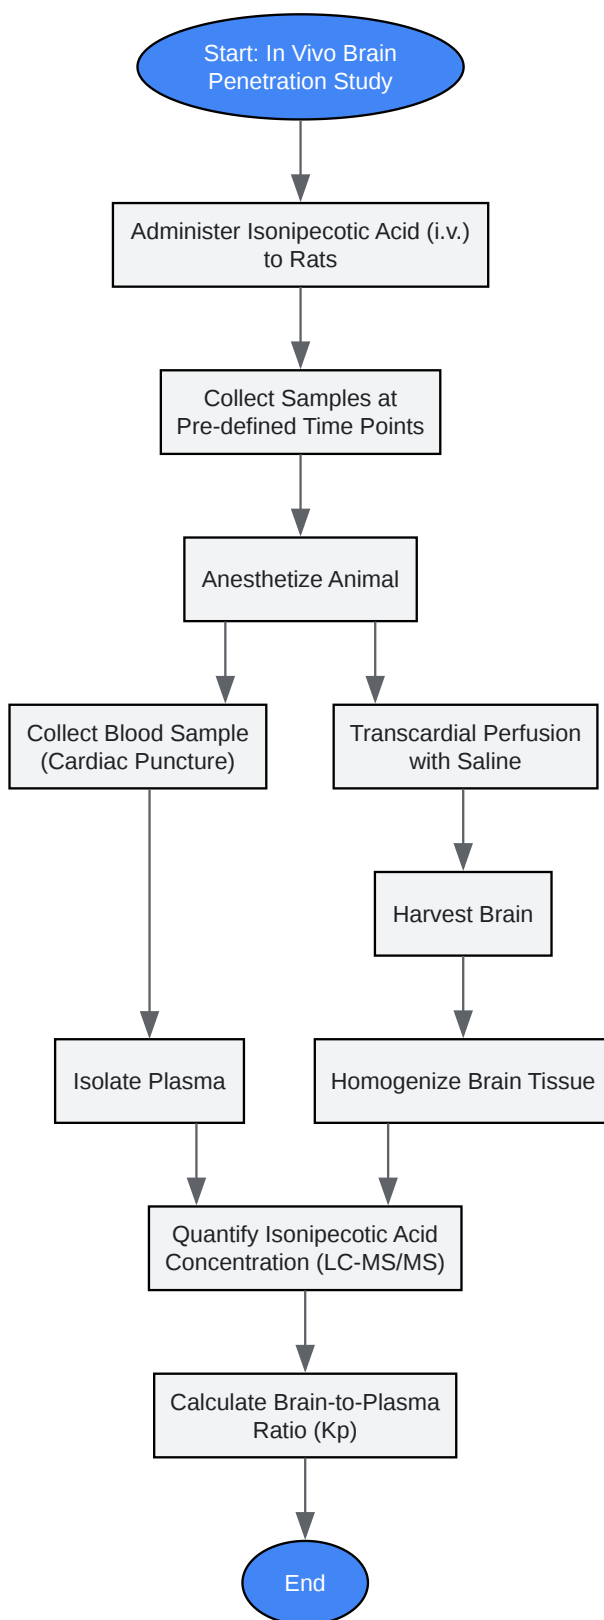 Start: In Vivo Brain
Penetration Study
Administer Isonipecotic Acid (i.v.)
to Rats
Collect Samples at
Pre-defined Time Points
Anesthetize Animal
Collect Blood Sample
(Cardiac Puncture)
Transcardial Perfusion
with Saline
Harvest Brain
Isolate Plasma
Homogenize Brain Tissue
Quantify Isonipecotic Acid
Concentration (LC-MS/MS)
Calculate Brain-to-Plasma
Ratio (Kp)
End